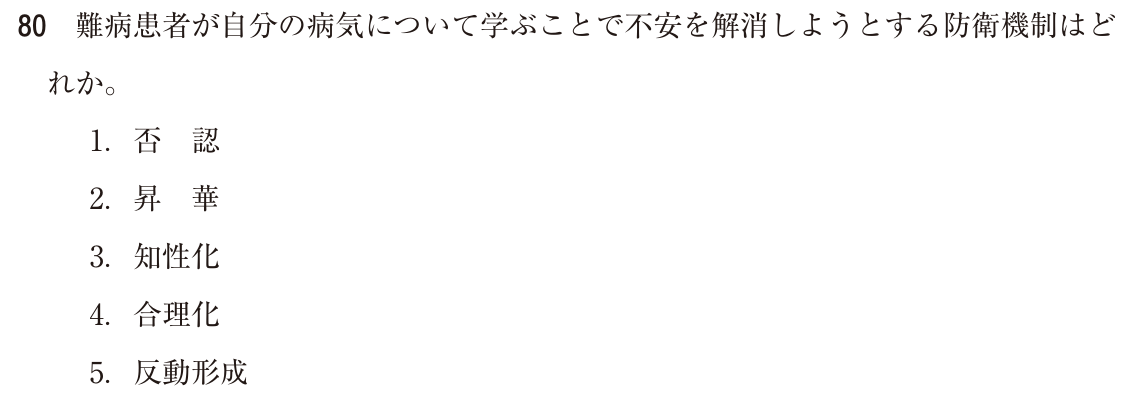 80　難病患者が自分の病気について学ぶことで不安を解消しようとする防衛機制はど
れか。
1. 否　認
2. 昇　華
3. 知性化
4. 合理化
5. 反動形成